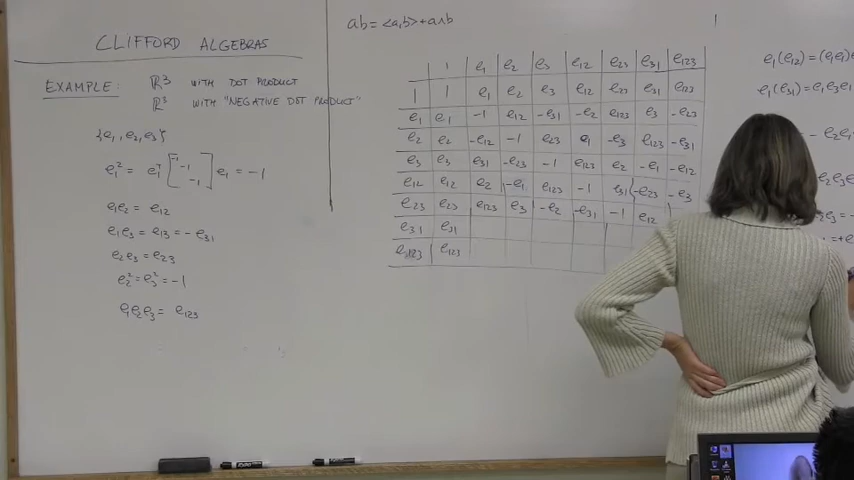 CLIFFORD ALGEBRAS
EXAMPLE: ℝ³ WITH DOT PRODUCT
ℝ³ WITH "NEGATIVE DOT PRODUCT"
{e₁, e₂, e₃}
e₁² = e₁ᵀ [-1 -1 -1] e₁ = -1
e₁e₂ = e₁₂
e₁e₃ = e₁₃ = -e₃₁
e₂e₃ = e₂₃
e₂² = e₃² = -1
e₁e₂e₃ = e₁₂₃
ab = <a,b> + a∧b
1 e₁ e₂ e₃ e₁₂ e₂₃ e₃₁ e₁₂₃
1 1 e₁ e₂ e₃ e₁₂ e₂₃ e₃₁ e₁₂₃
e₁ e₁ -1 e₁₂ -e₃₁ -e₂ e₁₂₃ e₃ -e₂₃
e₂ e₂ -e₁₂ -1 e₂₃ e₁ -e₃ e₁₂₃ -e₃₁
e₃ e₃ e₃₁ -e₂₃ -1 e₁₂₃ e₂ -e₁ -e₁₂
e₁₂ e₁₂ e₂ -e₁ e₁₂₃ -1 e₃₁ -e₂₃ -e₃
e₂₃ e₂₃ e₁₂₃ e₃ -e₂ -e₃₁ -1 e₁₂
e₃₁ e₃₁
e₁₂₃ e₁₂₃
e₁(e₁₂) = (e₁e₁)
e₁(e₃₁) = e₁e₃e₁
- e₂
EXPO